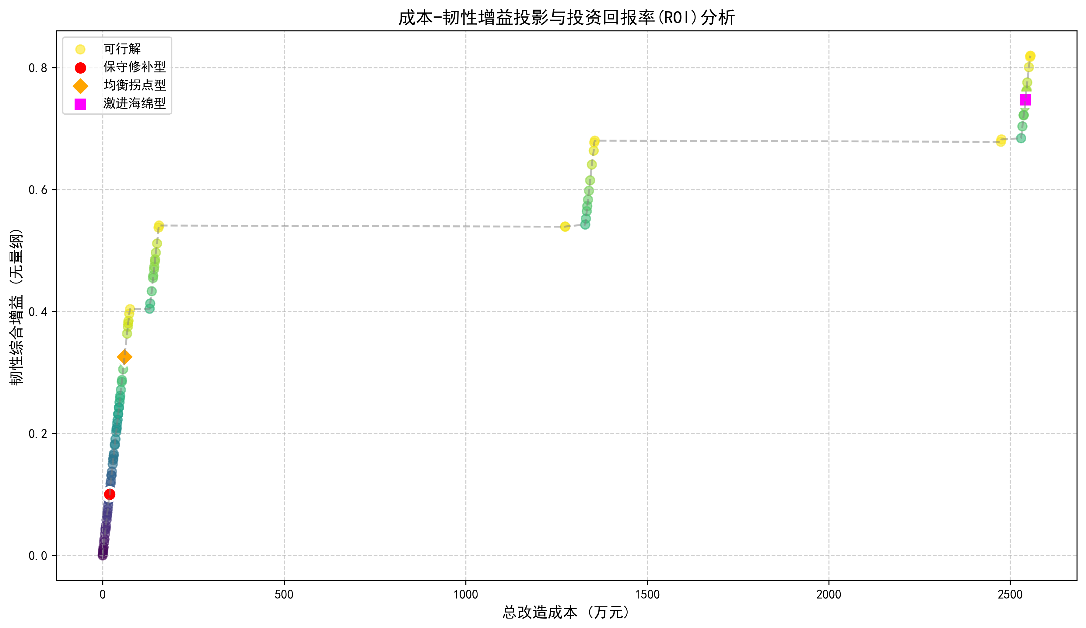 成本-韧性增益投影与投资回报率(ROI)分析
可行解
保守修补型
均衡拐点型
激进海绵型
韧性综合增益 (无量纲)
0.8
0.6
0.4
0.2
0.0
0
500
1000
1500
2000
2500
总改造成本 (万元)